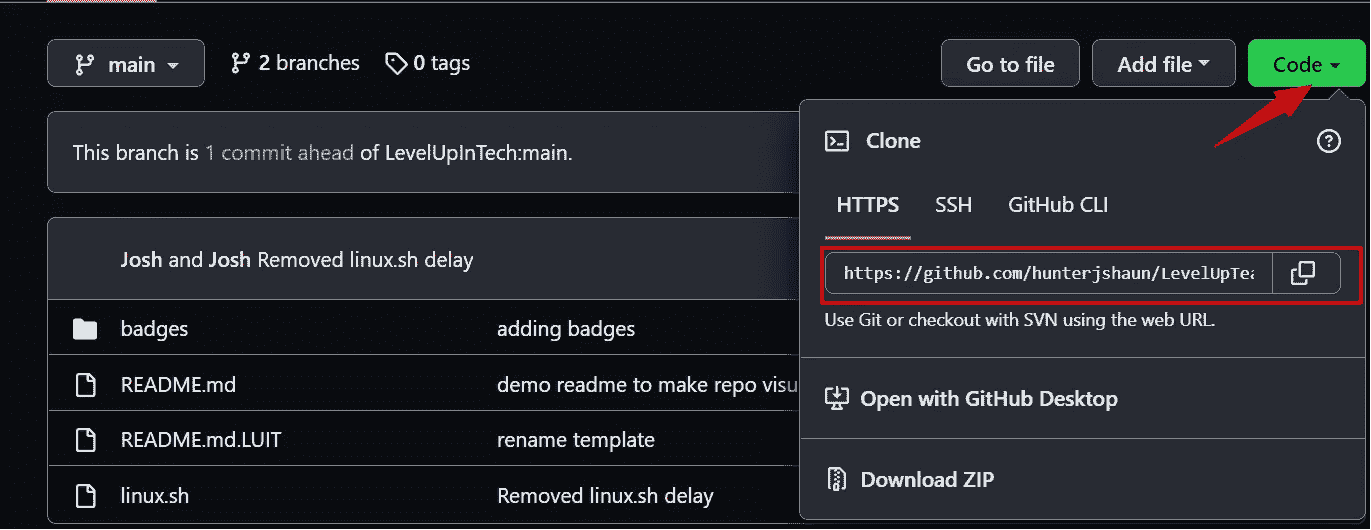 main 2 branches 0 tags Go to file Add file Code
This branch is 1 commit ahead of LevelUpInTech:main.
Josh and Josh Removed linux.sh delay
badges adding badges
README.md demo readme to make repo visu
README.md.LUIT rename template
linux.sh Removed linux.sh delay
Clone
HTTPS SSH GitHub CLI
https://github.com/hunterjshaun/LevelUpTea
Use Git or checkout with SVN using the web URL.
Open with GitHub Desktop
Download ZIP